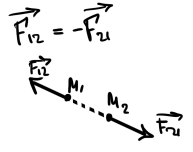 F₁₂ = -F₂₁
F₁₂
M₁
M₂
F₂₁